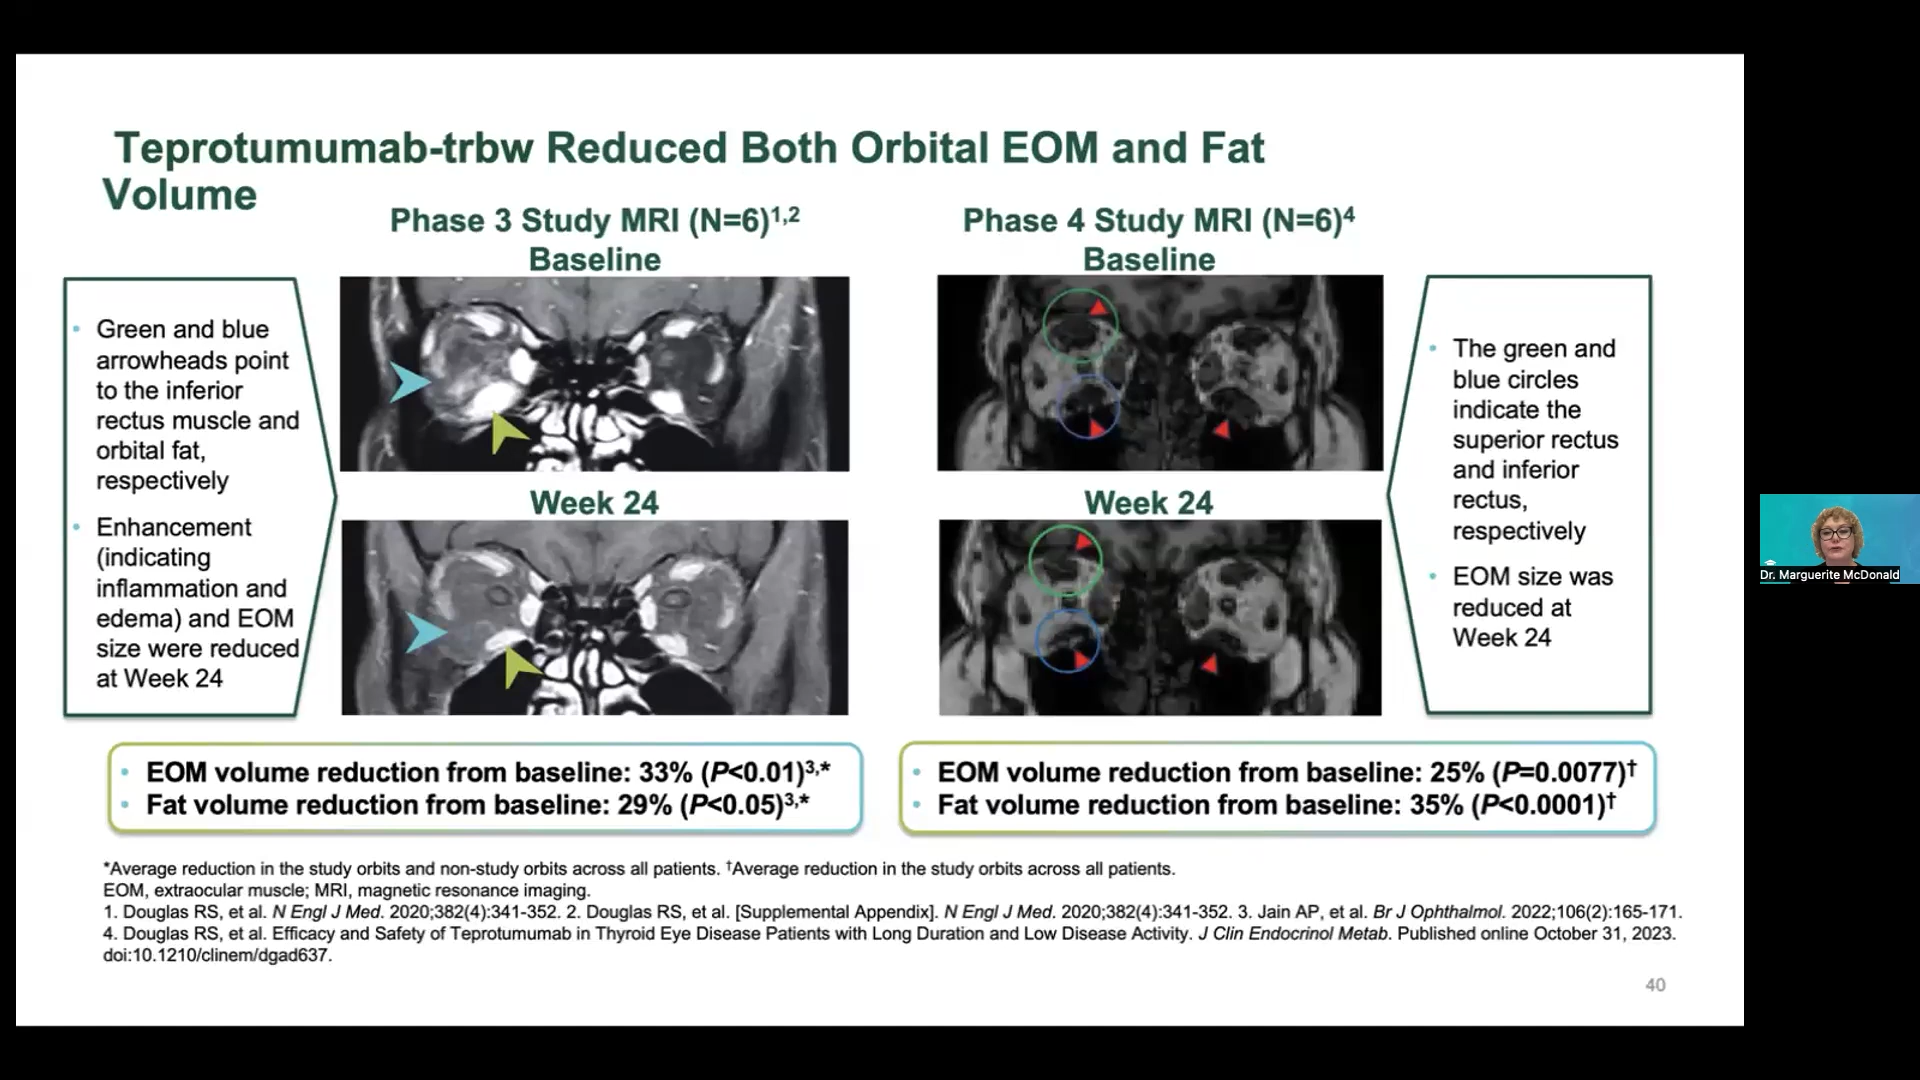 Teprotumumab-trbw Reduced Both Orbital EOM and Fat
Volume
Phase 3 Study MRI (N=6)1,2
Baseline
Week 24
• Green and blue
arrowheads point
to the inferior
rectus muscle and
orbital fat,
respectively
• Enhancement
(indicating
inflammation and
edema) and EOM
size were reduced
at Week 24
• EOM volume reduction from baseline: 33% (P<0.01)3,*
• Fat volume reduction from baseline: 29% (P<0.05)3,*
Phase 4 Study MRI (N=6)4
Baseline
Week 24
• The green and
blue circles
indicate the
superior rectus
and inferior
rectus,
respectively
• EOM size was
reduced at
Week 24
• EOM volume reduction from baseline: 25% (P=0.0077)†
• Fat volume reduction from baseline: 35% (P<0.0001)†
*Average reduction in the study orbits and non-study orbits across all patients. †Average reduction in the study orbits across all patients.
EOM, extraocular muscle; MRI, magnetic resonance imaging.
1. Douglas RS, et al. N Engl J Med. 2020;382(4):341-352. 2. Douglas RS, et al. [Supplemental Appendix]. N Engl J Med. 2020;382(4):341-352. 3. Jain AP, et al. Br J Ophthalmol. 2022;106(2):165-171.
4. Douglas RS, et al. Efficacy and Safety of Teprotumumab in Thyroid Eye Disease Patients with Long Duration and Low Disease Activity. J Clin Endocrinol Metab. Published online October 31, 2023.
doi:10.1210/clinem/dgad637.
40
Dr. Marguerite McDonald